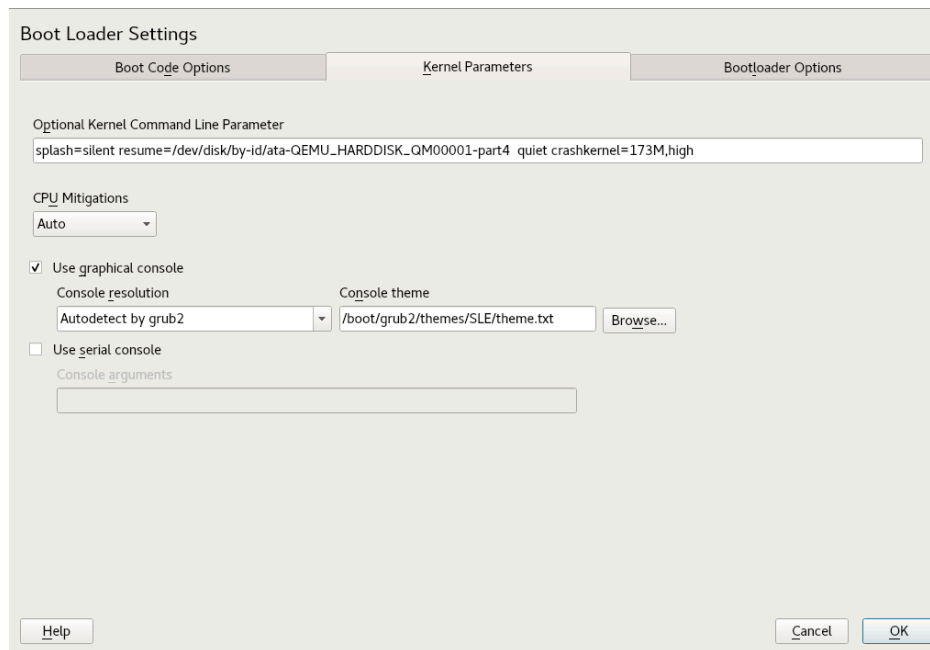 Boot Loader Settings
Boot Code Options Kernel Parameters Bootloader Options
Optional Kernel Command Line Parameter
splash=silent resume=/dev/disk/by-id/ata-QEMU_HARDDISK_QM00001-part4  quiet crashkernel=173M,high
CPU Mitigations
Auto
Use graphical console
Console resolution Console theme
Autodetect by grub2 /boot/grub2/themes/SLE/theme.txt Browse...
Use serial console
Console arguments
Help Cancel OK